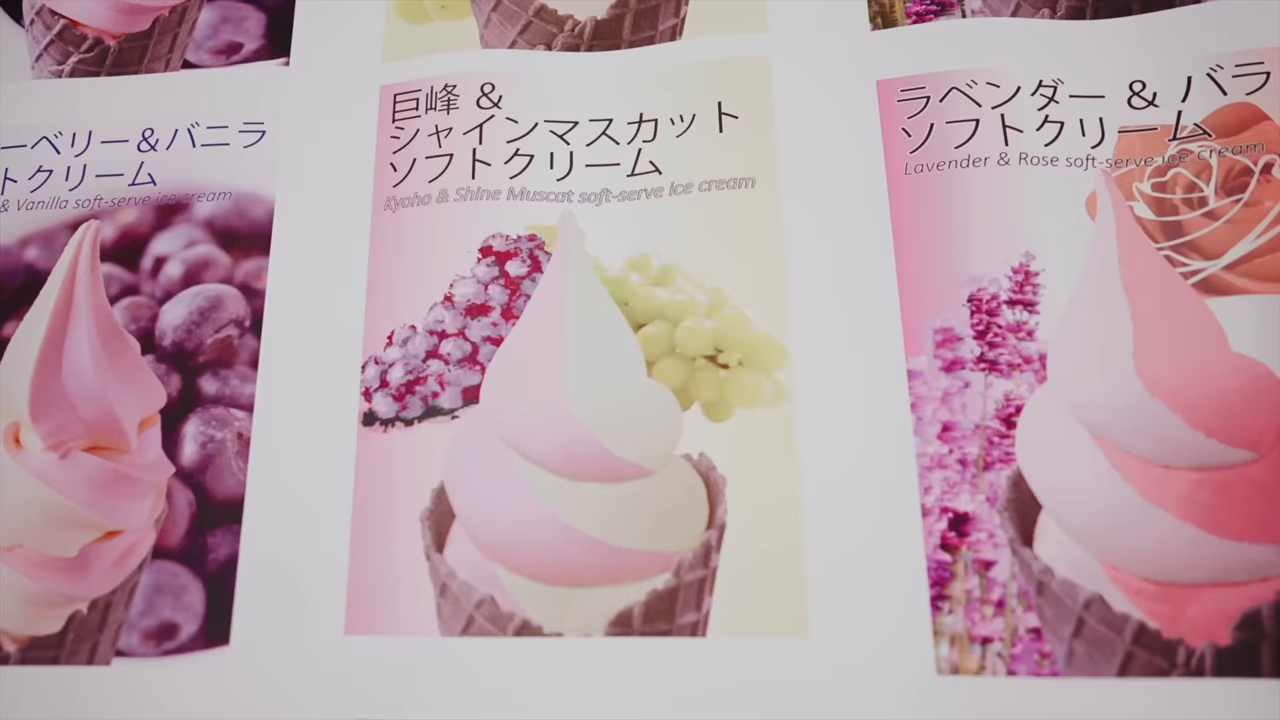 ーベリー＆バニラ
トクリーム
& Vanilla soft-serve ice cream
巨峰 &
シャインマスカット
ソフトクリーム
Kyoho & Shine Muscat soft-serve ice cream
ラベンダー & バラ
ソフトクリーム
Lavender & Rose soft-serve ice cream